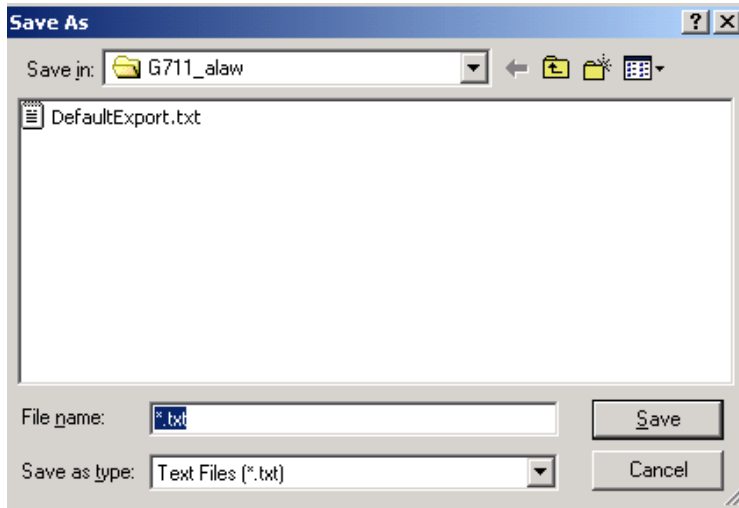 Save As
Save in: G711_alaw
DefaultExport.txt
File name: *.txt Save
Save as type: Text Files (*.txt) Cancel